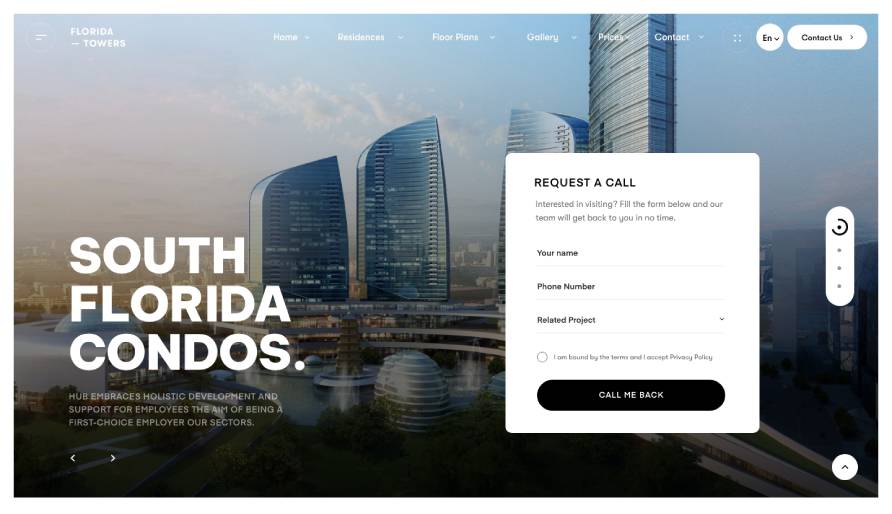 FLORIDA
— TOWERS
Home
Residences
Floor Plans
Gallery
Prices
Contact
En
Contact Us
SOUTH
FLORIDA
CONDOS.
HUB EMBRACES HOLISTIC DEVELOPMENT AND
SUPPORT FOR EMPLOYEES THE AIM OF BEING A
FIRST-CHOICE EMPLOYER OUR SECTORS.
REQUEST A CALL
Interested in visiting? Fill the form below and our
team will get back to you in no time.
Your name
Phone Number
Related Project
I am bound by the terms and I accept Privacy Policy
CALL ME BACK